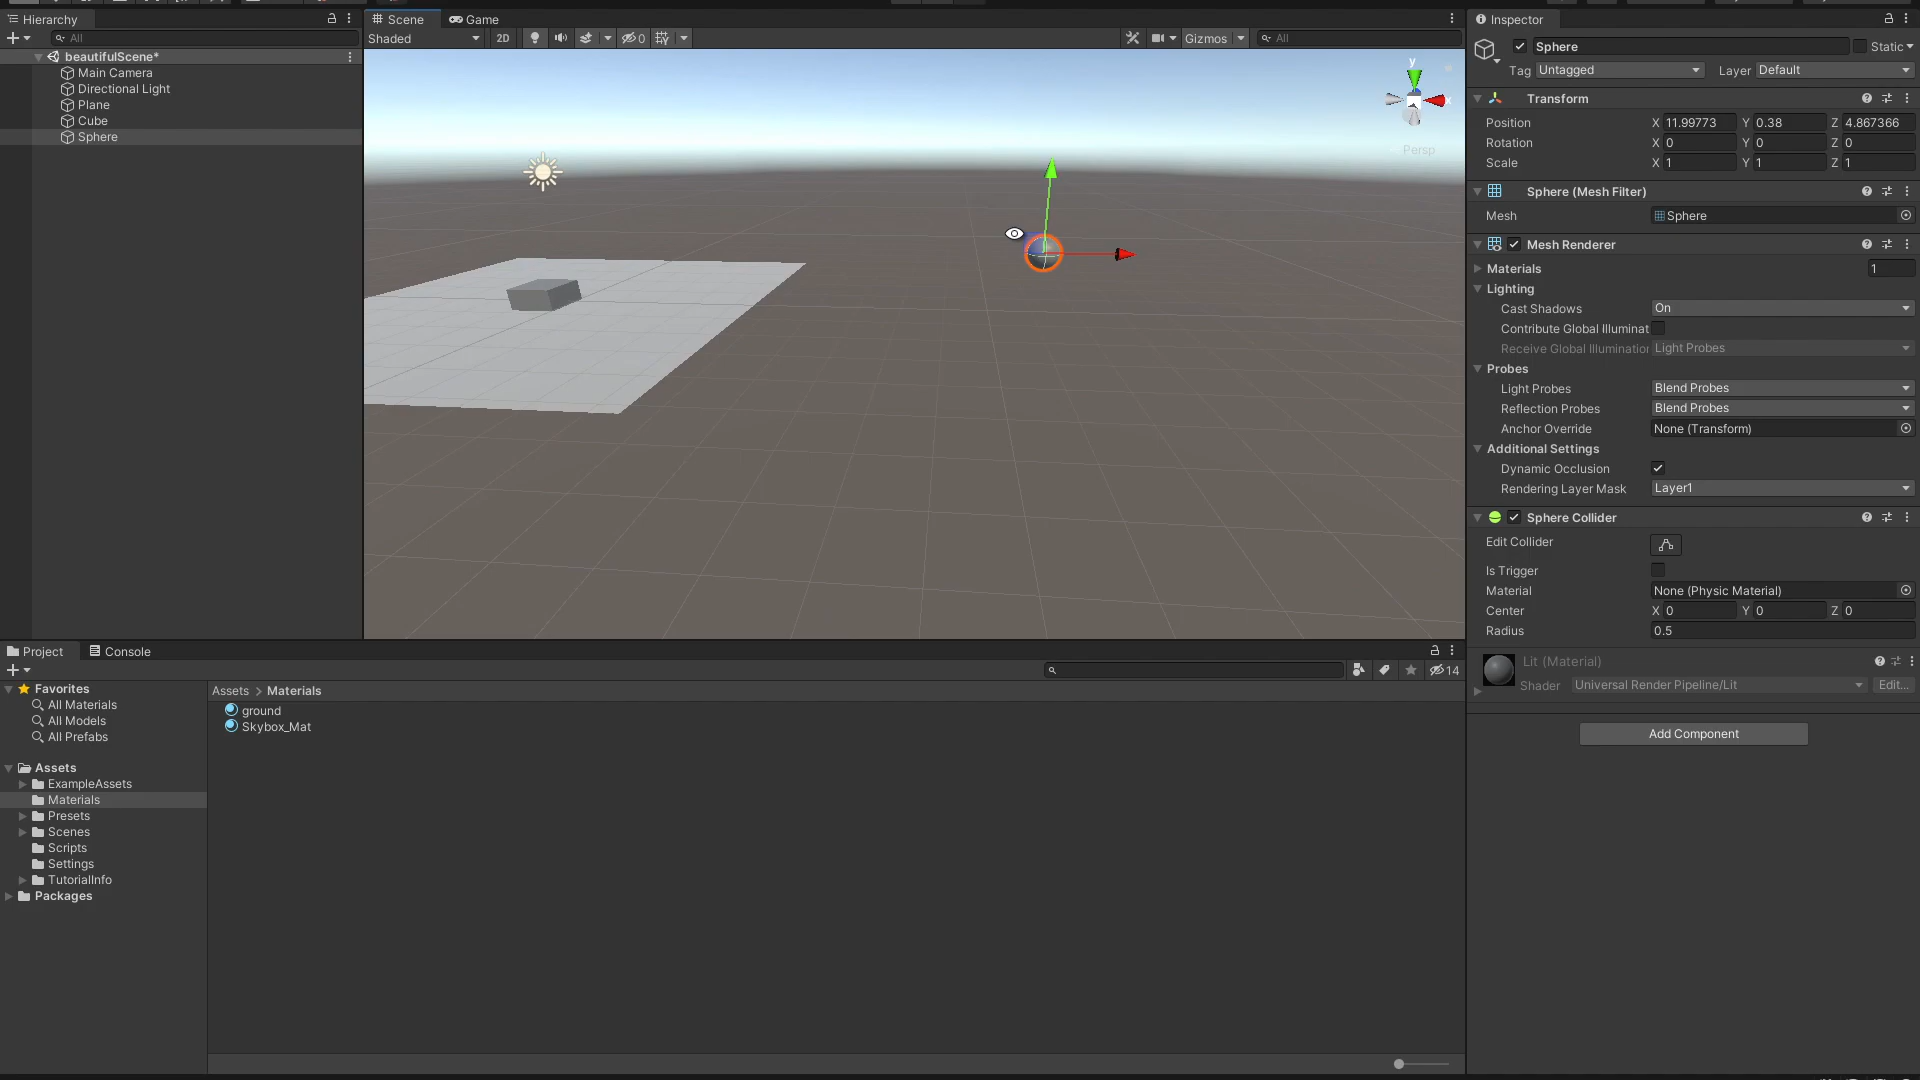 Hierarchy
All
beautifulScene*
Main Camera
Directional Light
Plane
Cube
Sphere
Scene
Game
Shaded
2D
0
Gizmos
All
y
x
Persp
Inspector
Sphere
Static
Tag Untagged Layer Default
Transform
Position X 11.99773 Y 0.38 Z 4.867366
Rotation X 0 Y 0 Z 0
Scale X 1 Y 1 Z 1
Sphere (Mesh Filter)
Mesh Sphere
Mesh Renderer
Materials 1
Lighting
Cast Shadows On
Contribute Global Illuminat
Receive Global Illumination Light Probes
Probes
Light Probes Blend Probes
Reflection Probes Blend Probes
Anchor Override None (Transform)
Additional Settings
Dynamic Occlusion
Rendering Layer Mask Layer1
Sphere Collider
Edit Collider
Is Trigger
Material None (Physic Material)
Center X 0 Y 0 Z 0
Radius 0.5
Lit (Material)
Shader Universal Render Pipeline/Lit Edit...
Add Component
Project
Console
14
Favorites
All Materials
All Models
All Prefabs
Assets
ExampleAssets
Materials
Presets
Scenes
Scripts
Settings
TutorialInfo
Packages
Assets > Materials
ground
Skybox_Mat